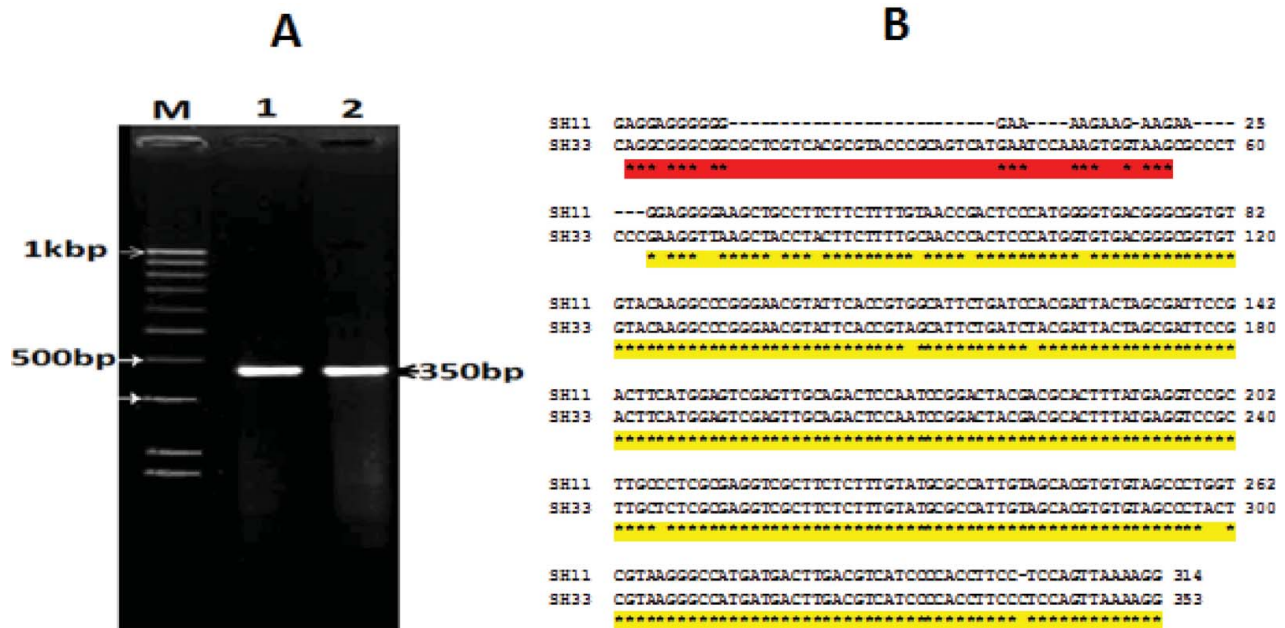 A
B
M 1 2
1kbp
500bp
350bp
SH11 GAGGAGGGGGG--------------------------GAA----AAGAAG-AAGAA---- 25
SH33 CAGGCGGGCGGCGCTCGTCACGCGTACCCGCAGTCATGAATCCAAAGTGGTAAGCGCCCT 60
*** *** ** *** *** * ***
SH11 ---GGAGGGGAAGCTGCCTTCTTCTTTTGTAACCGACTCCCATGGGGTGACGGGCGGTGT 82
SH33 CCCGAAGGTTAAGCTACCTACTTCTTTTGCAACCCACTCCCATGGTGTGACGGGCGGTGT 120
* *** ***** *** ********* **** ********** **************
SH11 GTACAAGGCCCGGGAACGTATTCACCGTGGCATTCTGATCCACGATTACTAGCGATTCCG 142
SH33 GTACAAGGCCCGGGAACGTATTCACCGTAGCATTCTGATCTACGATTACTAGCGATTCCG 180
**************************** *********** *******************
SH11 ACTTCATGGAGTCGAGTTGCAGACTCCAATCCGGACTACGACGCACTTTATGAGGTCCGC 202
SH33 ACTTCATGGAGTCGAGTTGCAGACTCCAATCCGGACTACGACGCACTTTATGAGGTCCGC 240
************************************************************
SH11 TTGCCCTCGCGAGGTCGCTTCTCTTTGTATGCGCCATTGTAGCACGTGTGTAGCCCTGGT 262
SH33 TTGCTCTCGCGAGGTCGCTTCTCTTTGTATGCGCCATTGTAGCACGTGTGTAGCCCTACT 300
**** **************************************************** *
SH11 CGTAAGGGCCATGATGACTTGACGTCATCCCCACCTTCC-TCCAGTTAAAAGG 314
SH33 CGTAAGGGCCATGATGACTTGACGTCATCCCCACCTTCCCTCCAGTTAAAAGG 353
*************************************** *************